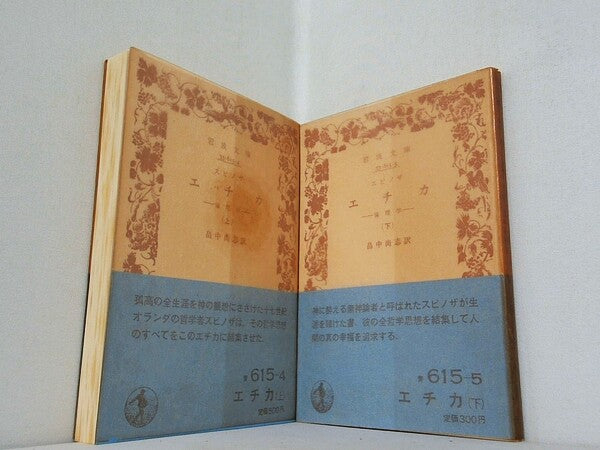 岩波文庫
スピノザ
エチカ
—倫理学—
(上)
畠中尚志訳
孤高の全生涯を神の観想にささげた十七世紀
オランダの哲学者スピノザは、その哲学思想
のすべてをこのエチカに結集させた。
青 615-4
エチカ(上)
定価300円
岩波文庫
スピノザ
エチカ
—倫理学—
(下)
畠中尚志訳
神に酔える無神論者と呼ばれたスピノザが生
涯を賭けた書 彼の全哲学思想を結集して人
間の真の幸福を追求する。
青 615-5
エチカ(下)
定価300円